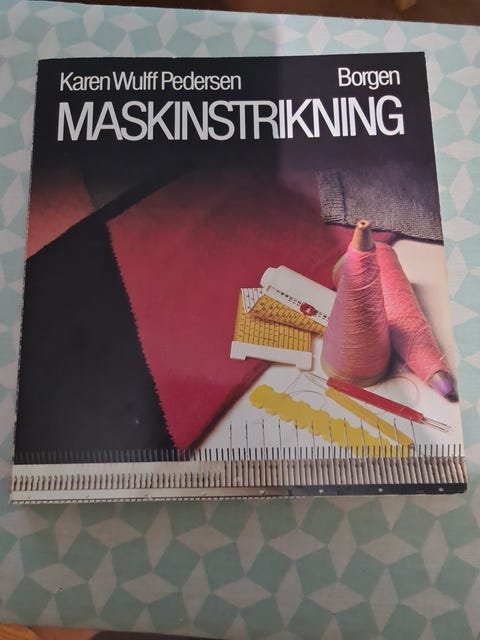 Karen Wulff Pedersen Borgen
MASKINSTRIKNING